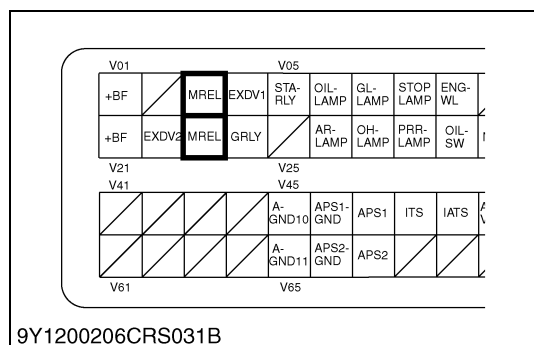 V01 V05
+BF MREL EXDV1 STA-RLY OIL-LAMP GL-LAMP STOP LAMP ENG-WL
+BF EXDV2 MREL GRLY AR-LAMP OH-LAMP PRR-LAMP OIL-SW
V21 V25
V41 V45
A-GND10 APS1-GND APS1 ITS IATS
A-GND11 APS2-GND APS2
V61 V65
9Y1200206CRS031B